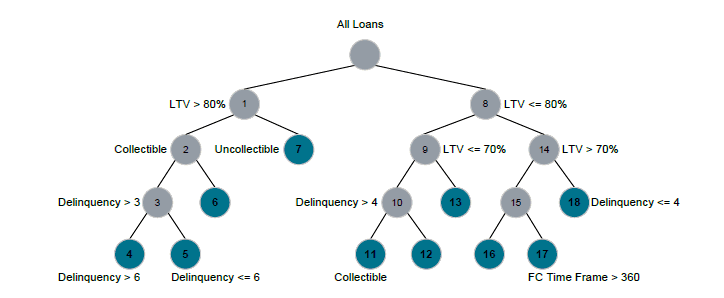 All Loans
LTV > 80% 1 8 LTV <= 80%
Collectible 2 Uncollectible 7 9 LTV <= 70% 14 LTV > 70%
Delinquency > 3 3 6 Delinquency > 4 10 13 15 18 Delinquency <= 4
4 5 11 12 16 17
Delinquency > 6 Delinquency <= 6 Collectible FC Time Frame > 360